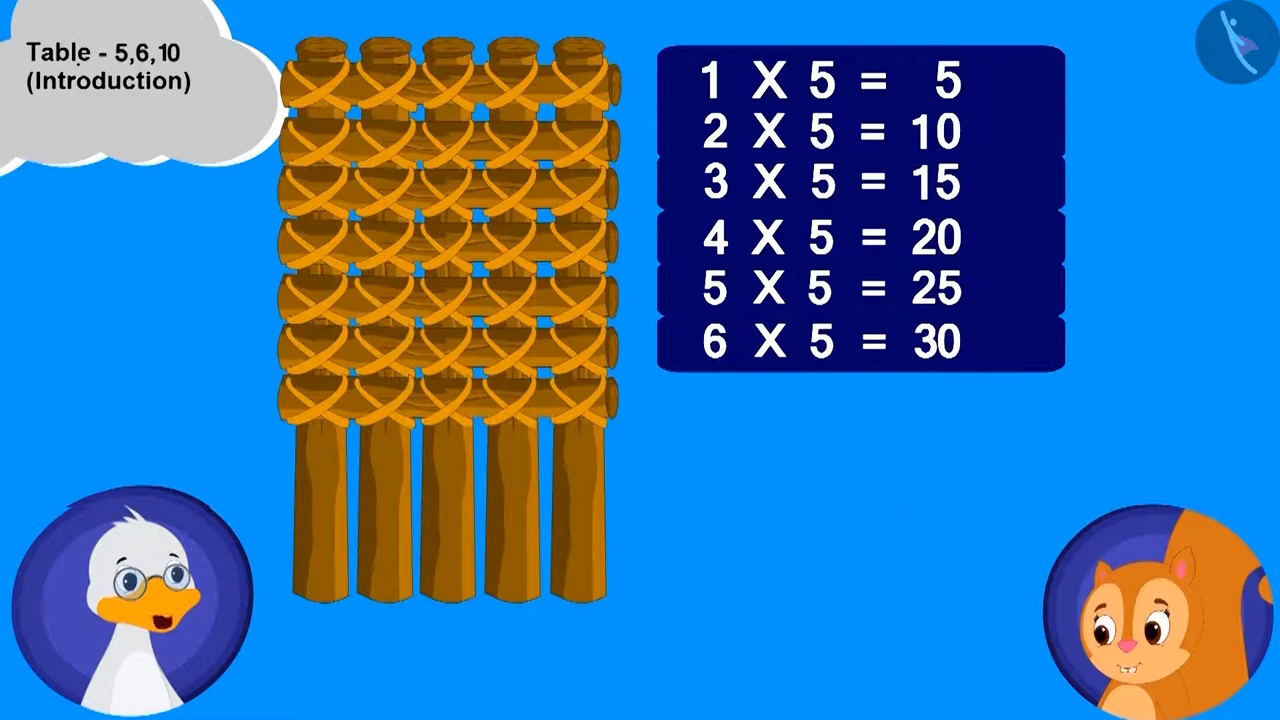 Table - 5,6,10
(Introduction)
1 X 5 = 5
2 X 5 = 10
3 X 5 = 15
4 X 5 = 20
5 X 5 = 25
6 X 5 = 30